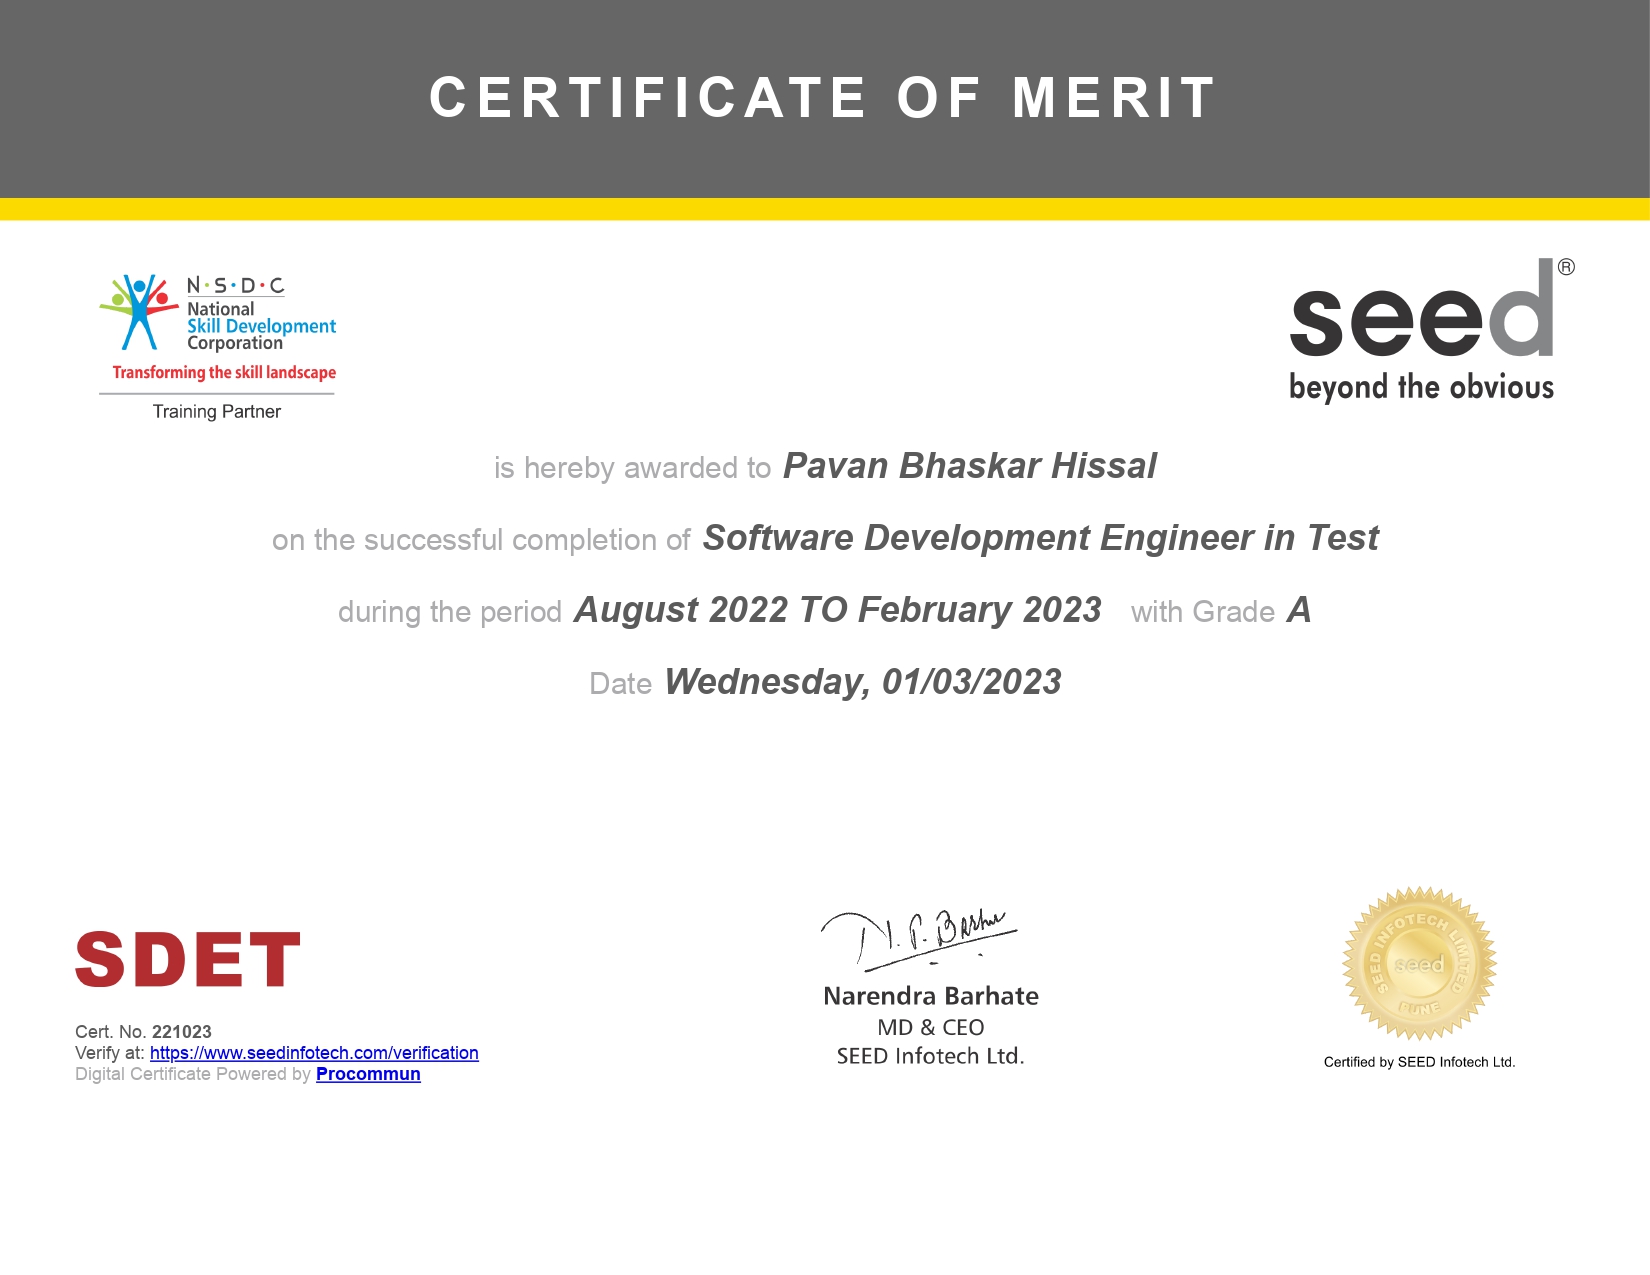 CERTIFICATE OF MERIT
N·S·D·C
National
Skill Development
Corporation
Transforming the skill landscape
Training Partner
seed®
beyond the obvious
is hereby awarded to Pavan Bhaskar Hissal
on the successful completion of Software Development Engineer in Test
during the period August 2022 TO February 2023 with Grade A
Date Wednesday, 01/03/2023
SDET
Cert. No. 221023
Verify at: https://www.seedinfotech.com/verification
Digital Certificate Powered by Procommun
N. P. Barhate
Narendra Barhate
MD & CEO
SEED Infotech Ltd.
SEED INFOTECH LIMITED
seed
PUNE
Certified by SEED Infotech Ltd.